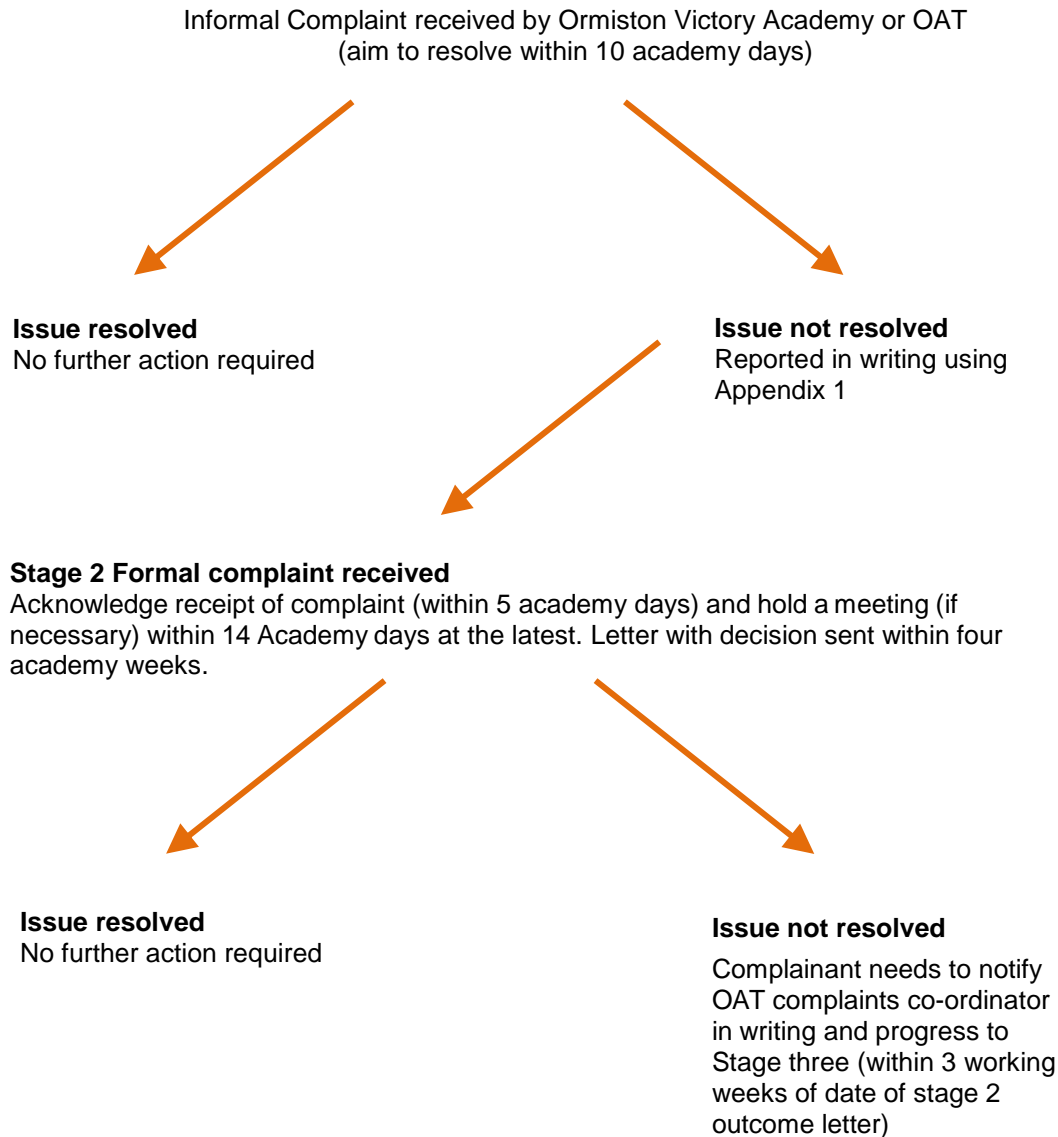 Informal Complaint received by Ormiston Victory Academy or OAT
(aim to resolve within 10 academy days)
Issue resolved
No further action required
Issue not resolved
Reported in writing using
Appendix 1
Stage 2 Formal complaint received
Acknowledge receipt of complaint (within 5 academy days) and hold a meeting (if
necessary) within 14 Academy days at the latest. Letter with decision sent within four
academy weeks.
Issue resolved
No further action required
Issue not resolved
Complainant needs to notify
OAT complaints co-ordinator
in writing and progress to
Stage three (within 3 working
weeks of date of stage 2
outcome letter)